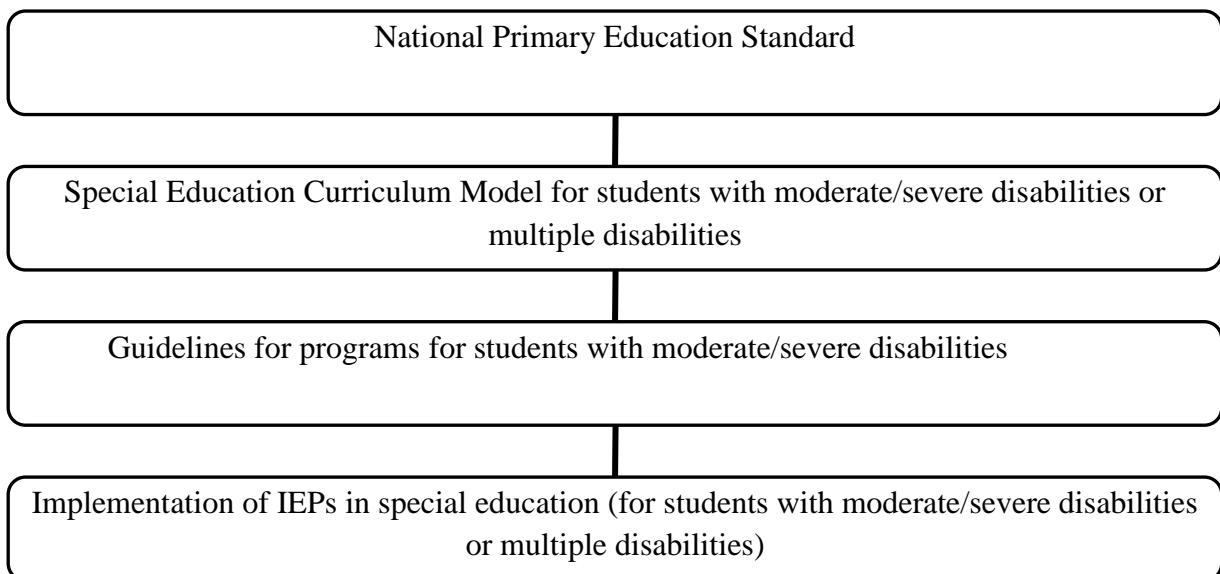 National Primary Education Standard
Special Education Curriculum Model for students with moderate/severe disabilities or
multiple disabilities
Guidelines for programs for students with moderate/severe disabilities
Implementation of IEPs in special education (for students with moderate/severe disabilities
or multiple disabilities)